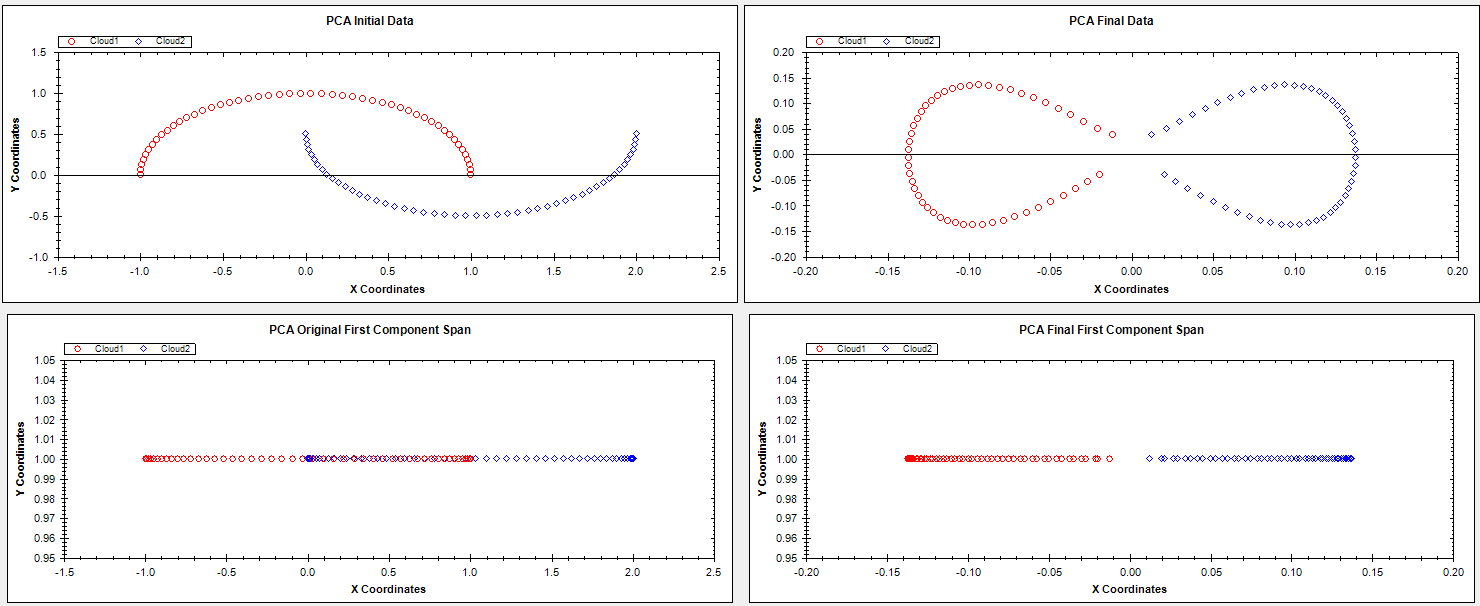 PCA Initial Data
Cloud1 Cloud2
1.5
1.0
0.5
0.0
-0.5
-1.0
Y Coordinates
-1.5 -1.0 -0.5 0.0 0.5 1.0 1.5 2.0 2.5
X Coordinates
PCA Final Data
Cloud1 Cloud2
0.20
0.15
0.10
0.05
0.00
-0.05
-0.10
-0.15
-0.20
Y Coordinates
-0.20 -0.15 -0.10 -0.05 0.00 0.05 0.10 0.15 0.20
X Coordinates
PCA Original First Component Span
Cloud1 Cloud2
1.05
1.04
1.03
1.02
1.01
1.00
0.99
0.98
0.97
0.96
0.95
Y Coordinates
-1.5 -1.0 -0.5 0.0 0.5 1.0 1.5 2.0 2.5
X Coordinates
PCA Final First Component Span
Cloud1 Cloud2
1.05
1.04
1.03
1.02
1.01
1.00
0.99
0.98
0.97
0.96
0.95
Y Coordinates
-0.20 -0.15 -0.10 -0.05 0.00 0.05 0.10 0.15 0.20
X Coordinates